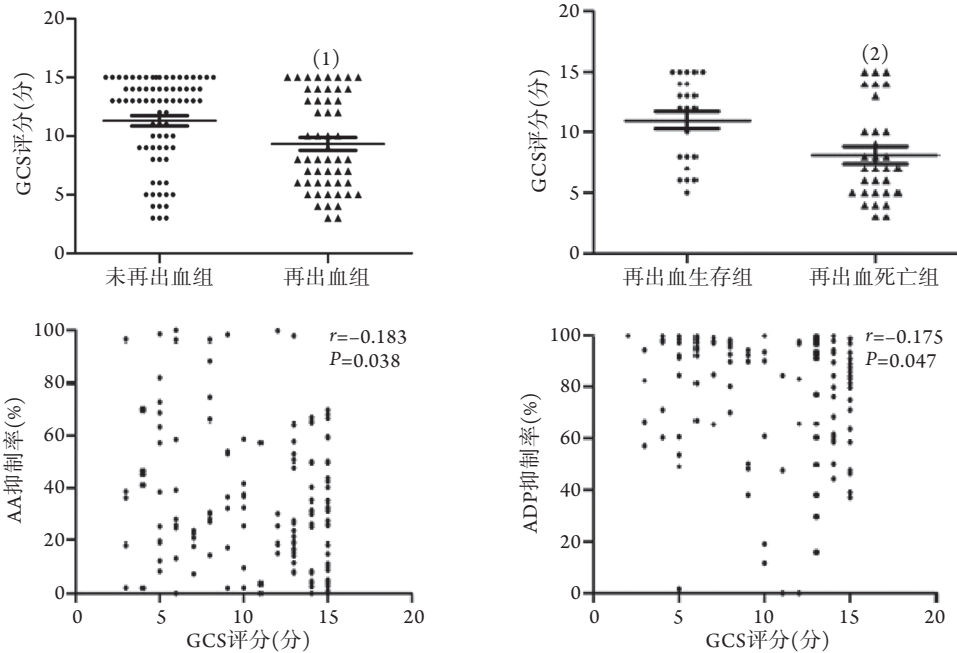 20
15
10
5
0
GCS评分(分)
(1)
未再出血组
再出血组
20
15
10
5
0
GCS评分(分)
(2)
再出血生存组
再出血死亡组
100
80
60
40
20
0
AA抑制率(%)
r=–0.183
P=0.038
0
5
10
15
20
GCS评分(分)
100
80
60
40
20
0
ADP抑制率(%)
r=–0.175
P=0.047
0
5
10
15
20
GCS评分(分)